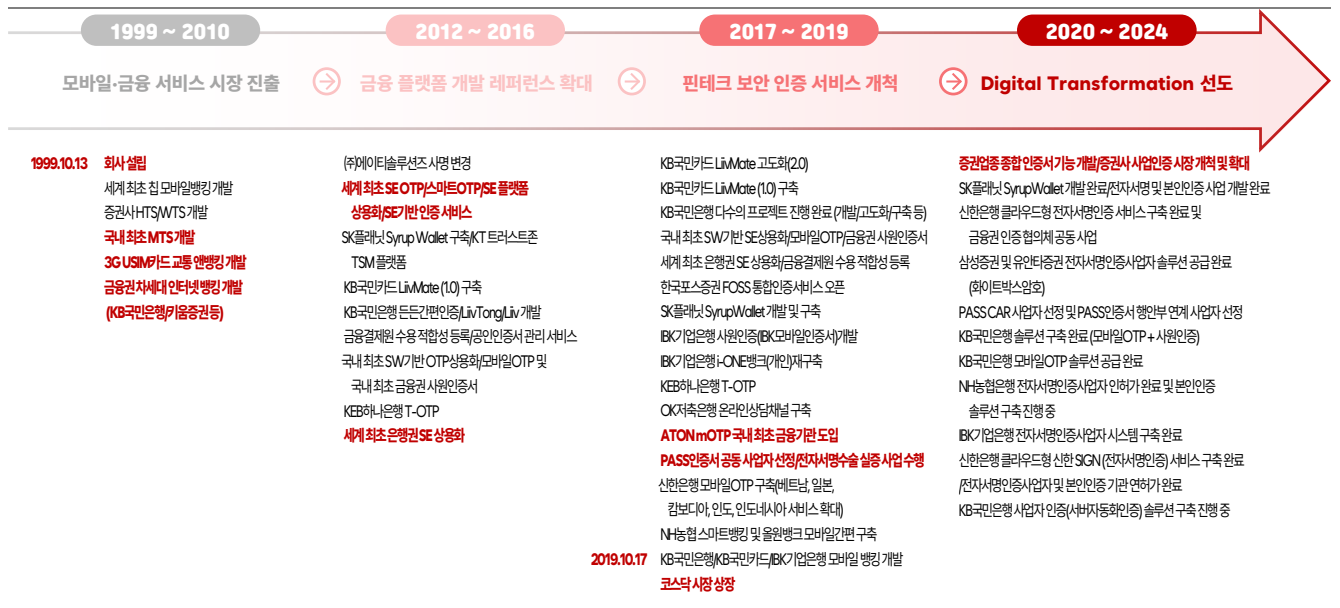 1999 ~ 2010
모바일·금융 서비스 시장 진출
1999.10.13 회사 설립
세계 최초 칩 모바일뱅킹 개발
증권사 HTS/WTS 개발
국내 최초 MTS 개발
3G USIM카드 교통 앤뱅킹 개발
금융권 차세대 인터넷 뱅킹 개발
(KB국민은행/키움증권 등)
2012 ~ 2016
금융 플랫폼 개발 레퍼런스 확대
(주)에이티솔루션즈 사명 변경
세계 최초 SE OTP/스마트OTP/SE 플랫폼
상용화/SE기반 인증 서비스
SK플래닛 Syrup Wallet 구축/KT 트러스트존
TSM 플랫폼
KB국민카드 LiivMate (1.0) 구축
KB국민은행 든든간편인증/Liiv Tong/Liiv 개발
금융결제원 수용 적합성 등록/공인인증서 관리 서비스
국내 최초 SW기반 OTP상용화/모바일OTP 및
국내 최초 금융권 사원인증서
KEB하나은행 T-OTP
세계 최초 은행권 SE 상용화
2017 ~ 2019
핀테크 보안 인증 서비스 개척
KB국민카드 LiivMate 고도화(2.0)
KB국민카드 LiivMate (1.0) 구축
KB국민은행 다수의 프로젝트 진행 완료 (개발/고도화/구축 등)
국내 최초 SW기반 SE상용화/모바일OTP/금융권 사원인증서
세계 최초 은행권 SE 상용화/금융결제원 수용 적합성 등록
한국포스증권 FOSS 통합인증서비스 오픈
SK플래닛 SyrupWallet 개발 및 구축
IBK기업은행 사원인증(IBK모바일인증서)개발
IBK기업은행 i-ONE뱅크(개인)재구축
KEB하나은행 T-OTP
OK저축은행 온라인상담채널 구축
ATON mOTP 국내 최초 금융기관 도입
PASS인증서 공동 사업자 선정/전자서명수술 실증 사업 수행
신한은행 모바일OTP 구축(베트남, 일본,
캄보디아, 인도, 인도네시아 서비스 확대)
NH농협 스마트뱅킹 및 올원뱅크 모바일간편 구축
2019.10.17 KB국민은행/KB국민카드/IBK기업은행 모바일 뱅킹 개발
코스닥 시장 상장
2020 ~ 2024
Digital Transformation 선도
증권업종 종합 인증서 기능 개발/증권사 사업인증 시장 개척 및 확대
SK플래닛 SyrupWallet 개발 완료/전자서명 및 본인인증 사업 개발 완료
신한은행 클라우드형 전자서명인증 서비스 구축 완료 및
금융권 인증 협의체 공동 사업
삼성증권 및 유안타증권 전자서명인증사업자 솔루션 공급 완료
(화이트박스암호)
PASS CAR 사업자 선정 및 PASS인증서 행안부 연계 사업자 선정
KB국민은행 솔루션 구축 완료 (모바일OTP + 사원인증)
KB국민은행 모바일OTP 솔루션 공급 완료
NH농협은행 전자서명인증사업자 인허가 완료 및 본인인증
솔루션 구축 진행 중
IBK기업은행 전자서명인증사업자 시스템 구축 완료
신한은행 클라우드형 신한 SIGN (전자서명인증) 서비스 구축 완료
/전자서명인증사업자 및 본인인증 기관 연허가 완료
KB국민은행 사업자 인증(서버자동화인증) 솔루션 구축 진행 중